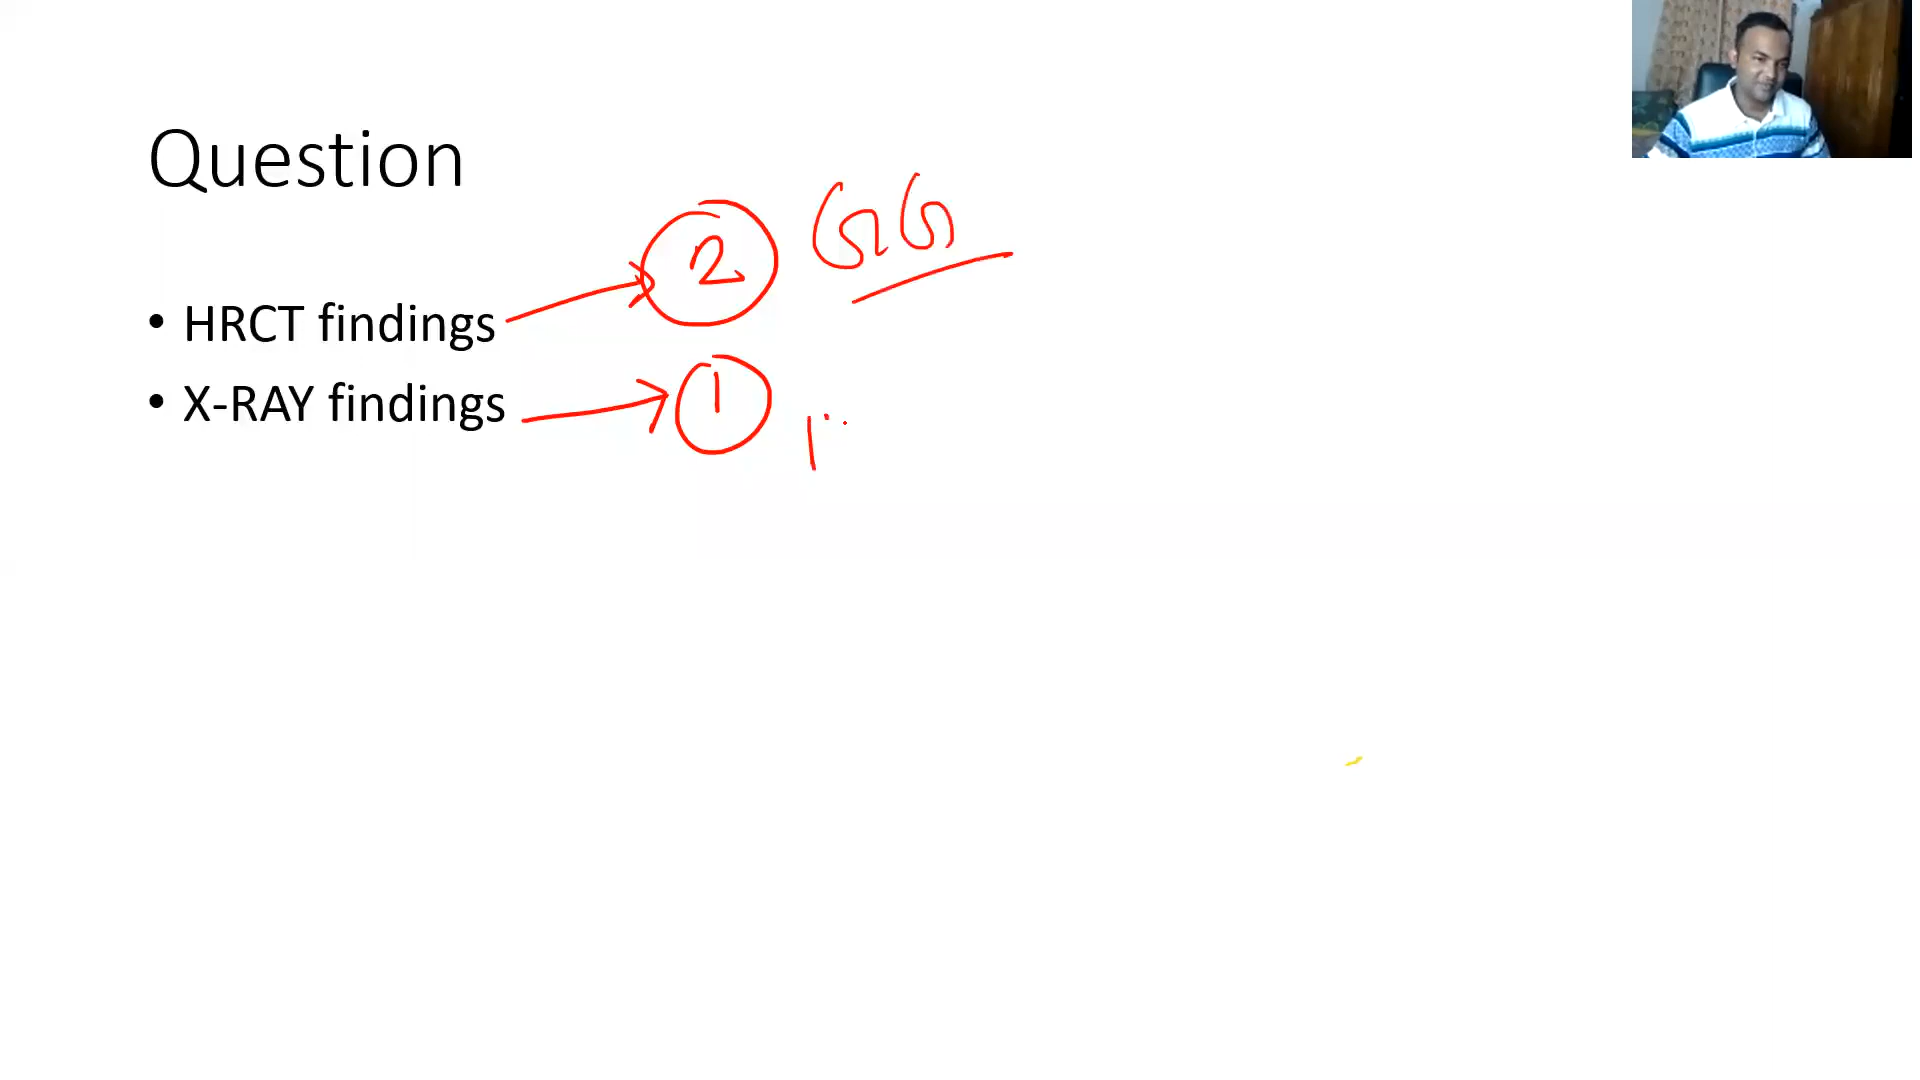 Question
• HRCT findings
2
• X-RAY findings
1